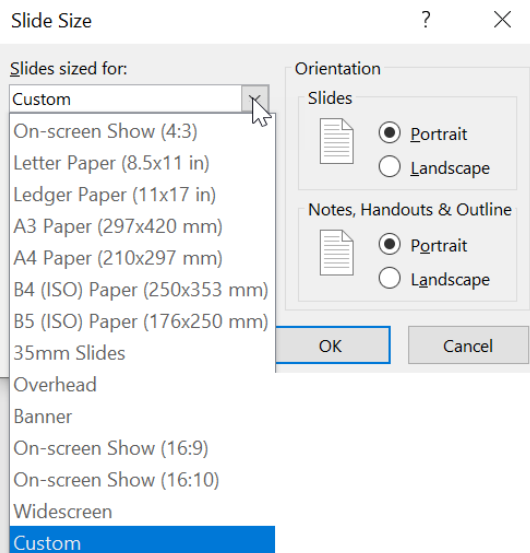 Slide Size
?
Slides sized for:
Custom
On-screen Show (4:3)
Letter Paper (8.5x11 in)
Ledger Paper (11x17 in)
A3 Paper (297x420 mm)
A4 Paper (210x297 mm)
B4 (ISO) Paper (250x353 mm)
B5 (ISO) Paper (176x250 mm)
35mm Slides
Overhead
Banner
On-screen Show (16:9)
On-screen Show (16:10)
Widescreen
Custom
Orientation
Slides
Portrait
Landscape
Notes, Handouts & Outline
Portrait
Landscape
OK
Cancel